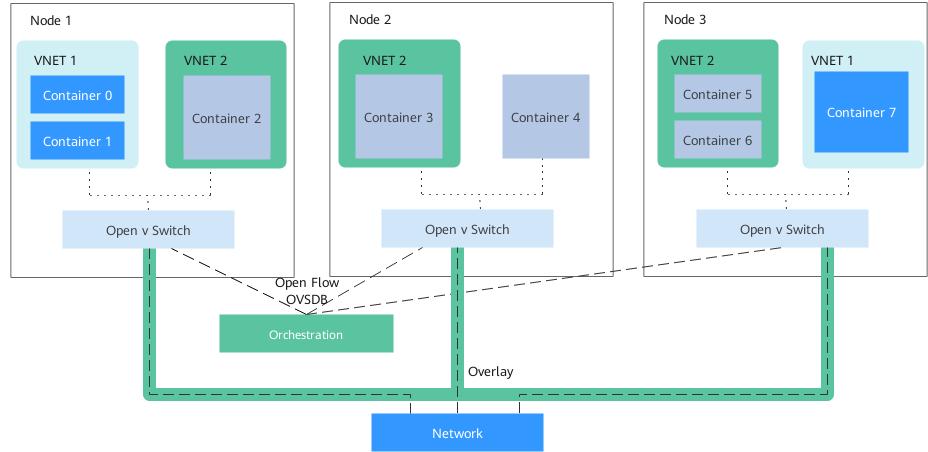 Node 1
VNET 1
Container 0
Container 1
VNET 2
Container 2
Open v Switch
Node 2
VNET 2
Container 3
Container 4
Open v Switch
Node 3
VNET 2
Container 5
Container 6
VNET 1
Container 7
Open v Switch
Open Flow
OVSDB
Orchestration
Overlay
Network